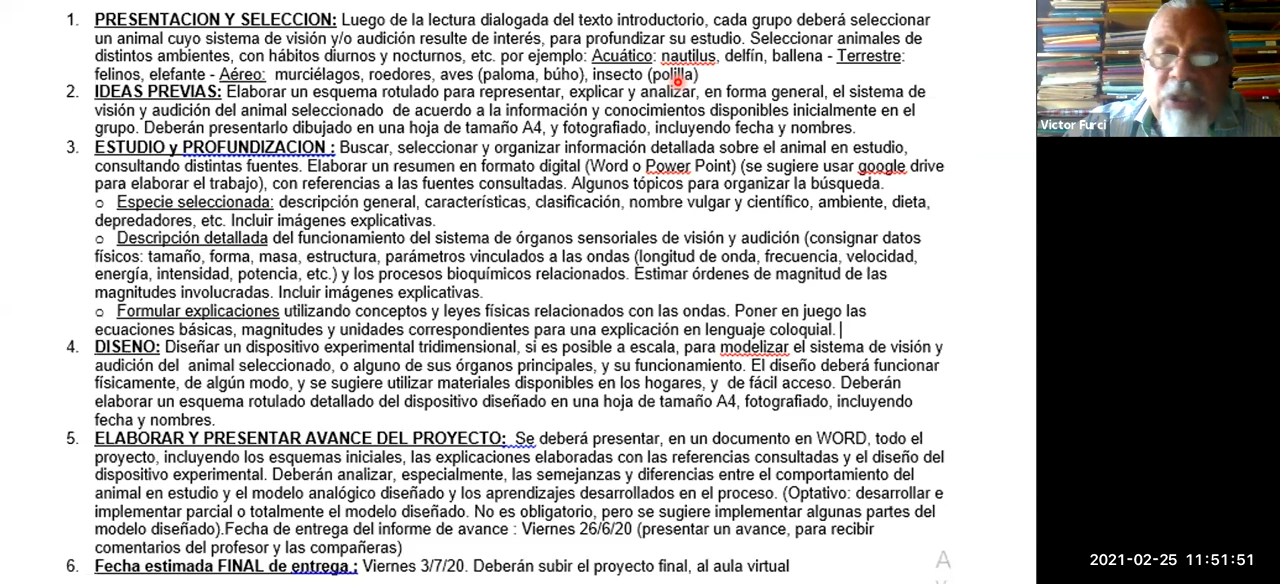 1. PRESENTACION Y SELECCION: Luego de la lectura dialogada del texto introductorio, cada grupo deberá seleccionar
un animal cuyo sistema de visión y/o audición resulte de interés, para profundizar su estudio. Seleccionar animales de
distintos ambientes, con hábitos diurnos y nocturnos, etc. por ejemplo: Acuático: nautilus, delfín, ballena - Terrestre:
felinos, elefante - Aéreo: murciélagos, roedores, aves (paloma, búho), insecto (polilla)
2. IDEAS PREVIAS: Elaborar un esquema rotulado para representar, explicar y analizar, en forma general, el sistema de
visión y audición del animal seleccionado de acuerdo a la información y conocimientos disponibles inicialmente en el
grupo. Deberán presentarlo dibujado en una hoja de tamaño A4, y fotografiado, incluyendo fecha y nombres.
3. ESTUDIO y PROFUNDIZACION : Buscar, seleccionar y organizar información detallada sobre el animal en estudio,
consultando distintas fuentes. Elaborar un resumen en formato digital (Word o Power Point) (se sugiere usar google drive
para elaborar el trabajo), con referencias a las fuentes consultadas. Algunos tópicos para organizar la búsqueda.
o Especie seleccionada: descripción general, características, clasificación, nombre vulgar y científico, ambiente, dieta,
depredadores, etc. Incluir imágenes explicativas.
o Descripción detallada del funcionamiento del sistema de órganos sensoriales de visión y audición (consignar datos
físicos: tamaño, forma, masa, estructura, parámetros vinculados a las ondas (longitud de onda, frecuencia, velocidad,
energía, intensidad, potencia, etc.) y los procesos bioquímicos relacionados. Estimar órdenes de magnitud de las
magnitudes involucradas. Incluir imágenes explicativas.
o Formular explicaciones utilizando conceptos y leyes físicas relacionados con las ondas. Poner en juego las
ecuaciones básicas, magnitudes y unidades correspondientes para una explicación en lenguaje coloquial.
4. DISENO: Diseñar un dispositivo experimental tridimensional, si es posible a escala, para modelizar el sistema de visión y
audición del animal seleccionado, o alguno de sus órganos principales, y su funcionamiento. El diseño deberá funcionar
físicamente, de algún modo, y se sugiere utilizar materiales disponibles en los hogares, y de fácil acceso. Deberán
elaborar un esquema rotulado detallado del dispositivo diseñado en una hoja de tamaño A4, fotografiado, incluyendo
fecha y nombres.
5. ELABORAR Y PRESENTAR AVANCE DEL PROYECTO: Se deberá presentar, en un documento en WORD, todo el
proyecto, incluyendo los esquemas iniciales, las explicaciones elaboradas con las referencias consultadas y el diseño del
dispositivo experimental. Deberán analizar, especialmente, las semejanzas y diferencias entre el comportamiento del
animal en estudio y el modelo analógico diseñado y los aprendizajes desarrollados en el proceso. (Optativo: desarrollar e
implementar parcial o totalmente el modelo diseñado. No es obligatorio, pero se sugiere implementar algunas partes del
modelo diseñado).Fecha de entrega del informe de avance : Viernes 26/6/20 (presentar un avance, para recibir
comentarios del profesor y las compañeras)
6. Fecha estimada FINAL de entrega : Viernes 3/7/20. Deberán subir el proyecto final, al aula virtual
A
Victor Furci
2021-02-25 11:51:51